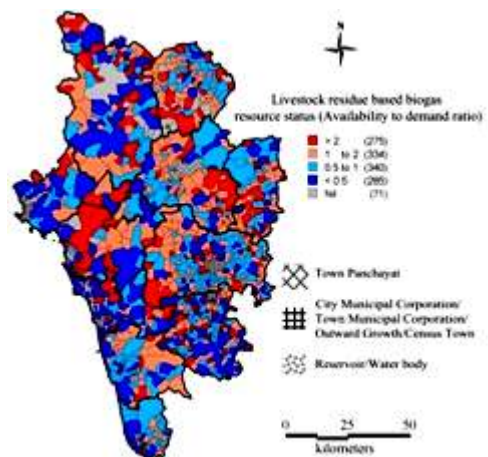 N
Livestock residue based biogas
resource status (Availability to demand ratio)
> 2 (275)
1 to 2 (334)
0.5 to 1 (340)
< 0.5 (285)
Nil (71)
Town Panchayat
City Municipal Corporation/
Town Municipal Corporation/
Outward Growth/Census Town
Reservoir/Water body
0 25 50
kilometers